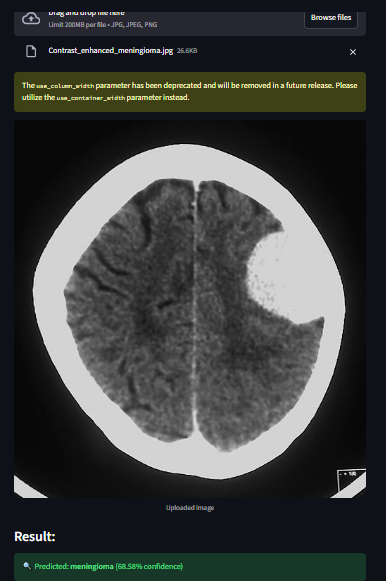 Drag and drop file here
Limit 200MB per file • JPG, JPEG, PNG
Browse files
Contrast_enhanced_meningioma.jpg 26.6KB
The use_column_width parameter has been deprecated and will be removed in a future release. Please
utilize the use_container_width parameter instead.
Uploaded Image
Result:
Predicted: meningioma (68.58% confidence)